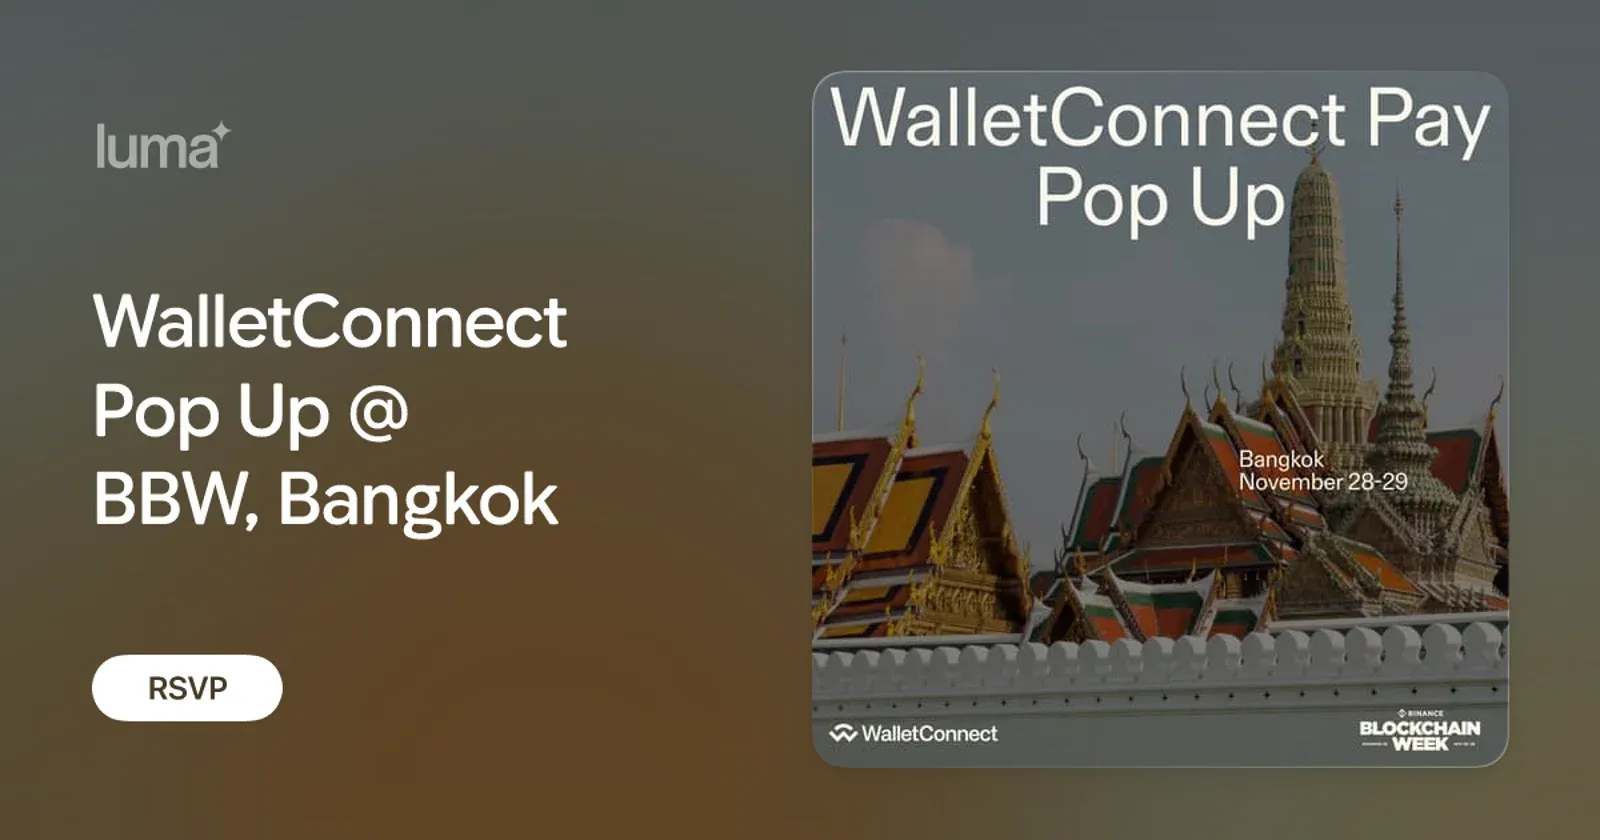 luma
WalletConnect
Pop Up @
BBW, Bangkok
RSVP
WalletConnect Pay
Pop Up
Bangkok
November 28-29
WalletConnect
BINANCE
BLOCKCHAIN
WEEK